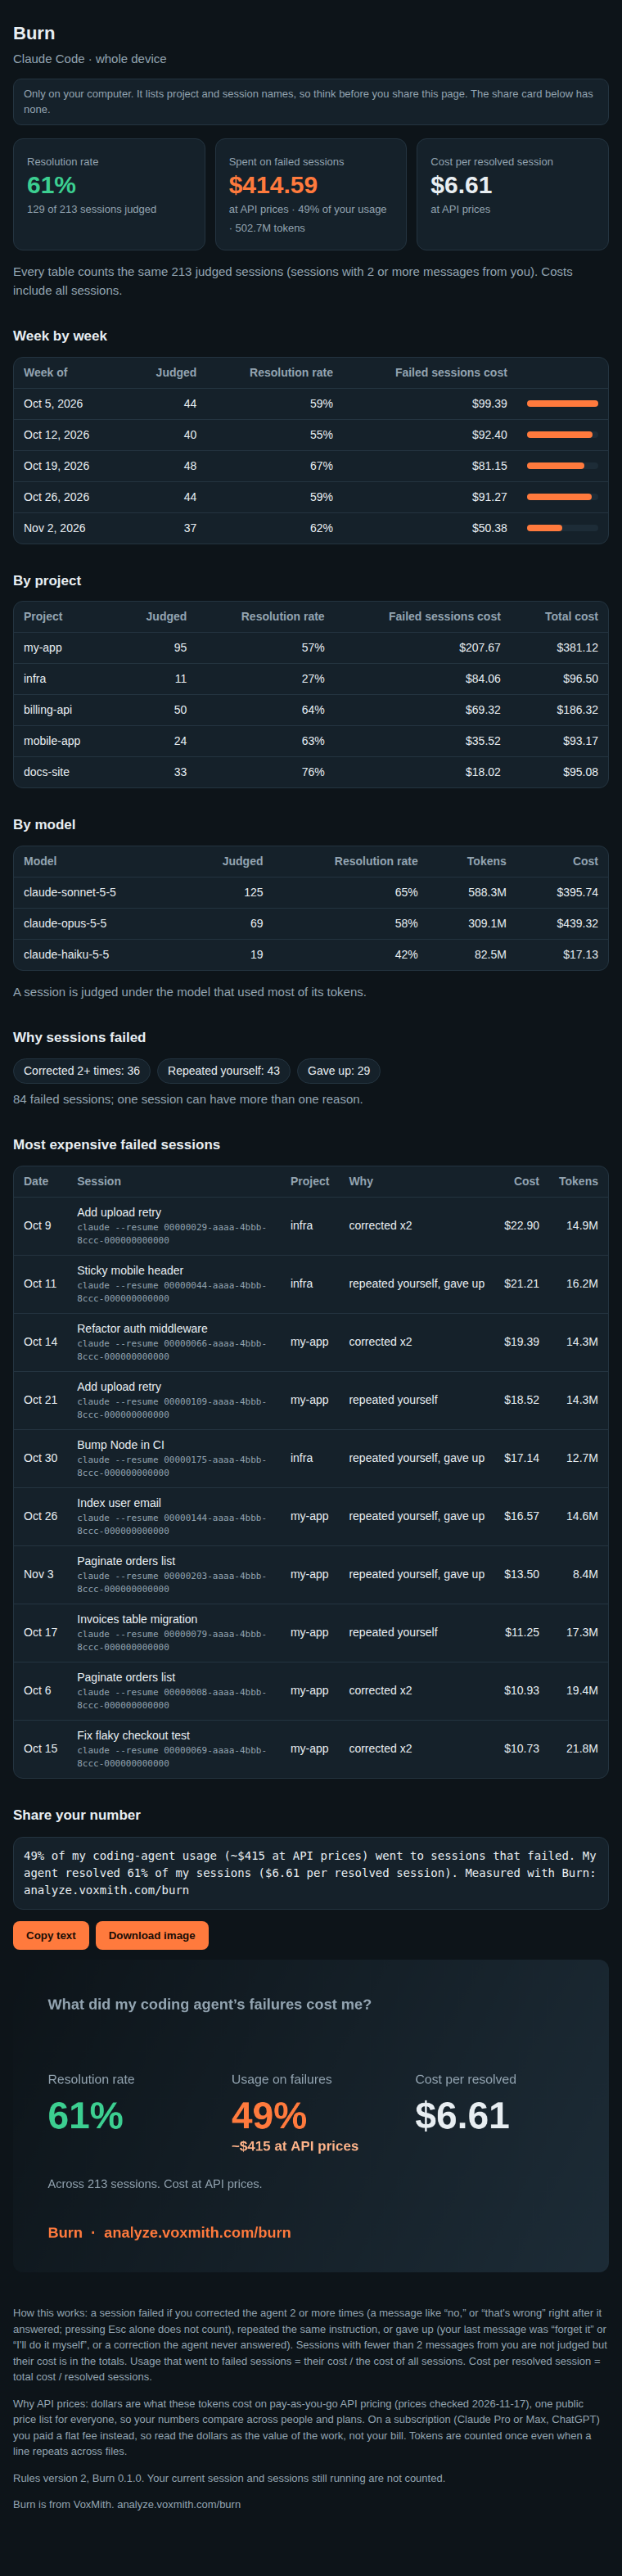 Burn
Claude Code · whole device
Only on your computer. It lists project and session names, so think before you share this page. The share card below has
none.
Resolution rate
61%
129 of 213 sessions judged
Spent on failed sessions
$414.59
at API prices · 49% of your usage
· 502.7M tokens
Cost per resolved session
$6.61
at API prices
Every table counts the same 213 judged sessions (sessions with 2 or more messages from you). Costs
include all sessions.
Week by week
Week of Judged Resolution rate Failed sessions cost
Oct 5, 2026 44 59% $99.39
Oct 12, 2026 40 55% $92.40
Oct 19, 2026 48 67% $81.15
Oct 26, 2026 44 59% $91.27
Nov 2, 2026 37 62% $50.38
By project
Project Judged Resolution rate Failed sessions cost Total cost
my-app 95 57% $207.67 $381.12
infra 11 27% $84.06 $96.50
billing-api 50 64% $69.32 $186.32
mobile-app 24 63% $35.52 $93.17
docs-site 33 76% $18.02 $95.08
By model
Model Judged Resolution rate Tokens Cost
claude-sonnet-5-5 125 65% 588.3M $395.74
claude-opus-5-5 69 58% 309.1M $439.32
claude-haiku-5-5 19 42% 82.5M $17.13
A session is judged under the model that used most of its tokens.
Why sessions failed
Corrected 2+ times: 36 Repeated yourself: 43 Gave up: 29
84 failed sessions; one session can have more than one reason.
Most expensive failed sessions
Date Session Project Why Cost Tokens
Oct 9 Add upload retry infra corrected x2 $22.90 14.9M
claude --resume 00000029-aaaa-4bbb-
8ccc-000000000000
Oct 11 Sticky mobile header infra repeated yourself, gave up $21.21 16.2M
claude --resume 00000044-aaaa-4bbb-
8ccc-000000000000
Oct 14 Refactor auth middleware my-app corrected x2 $19.39 14.3M
claude --resume 00000066-aaaa-4bbb-
8ccc-000000000000
Oct 21 Add upload retry my-app repeated yourself $18.52 14.3M
claude --resume 00000109-aaaa-4bbb-
8ccc-000000000000
Oct 30 Bump Node in CI infra repeated yourself, gave up $17.14 12.7M
claude --resume 00000175-aaaa-4bbb-
8ccc-000000000000
Oct 26 Index user email my-app repeated yourself, gave up $16.57 14.6M
claude --resume 00000144-aaaa-4bbb-
8ccc-000000000000
Nov 3 Paginate orders list my-app repeated yourself, gave up $13.50 8.4M
claude --resume 00000203-aaaa-4bbb-
8ccc-000000000000
Oct 17 Invoices table migration my-app repeated yourself $11.25 17.3M
claude --resume 00000079-aaaa-4bbb-
8ccc-000000000000
Oct 6 Paginate orders list my-app corrected x2 $10.93 19.4M
claude --resume 00000008-aaaa-4bbb-
8ccc-000000000000
Oct 15 Fix flaky checkout test my-app corrected x2 $10.73 21.8M
claude --resume 00000069-aaaa-4bbb-
8ccc-000000000000
Share your number
49% of my coding-agent usage (~$415 at API prices) went to sessions that failed. My
agent resolved 61% of my sessions ($6.61 per resolved session). Measured with Burn:
analyze.voxmith.com/burn
Copy text Download image
What did my coding agent’s failures cost me?
Resolution rate Usage on failures Cost per resolved
61% 49% $6.61
~$415 at API prices
Across 213 sessions. Cost at API prices.
Burn · analyze.voxmith.com/burn
How this works: a session failed if you corrected the agent 2 or more times (a message like “no,” or “that's wrong” right after it
answered; pressing Esc alone does not count), repeated the same instruction, or gave up (your last message was “forget it” or
“I'll do it myself”, or a correction the agent never answered). Sessions with fewer than 2 messages from you are not judged but
their cost is in the totals. Usage that went to failed sessions = their cost / the cost of all sessions. Cost per resolved session =
total cost / resolved sessions.
Why API prices: dollars are what these tokens cost on pay-as-you-go API pricing (prices checked 2026-11-17), one public
price list for everyone, so your numbers compare across people and plans. On a subscription (Claude Pro or Max, ChatGPT)
you paid a flat fee instead, so read the dollars as the value of the work, not your bill. Tokens are counted once even when a
line repeats across files.
Rules version 2, Burn 0.1.0. Your current session and sessions still running are not counted.
Burn is from VoxMith. analyze.voxmith.com/burn